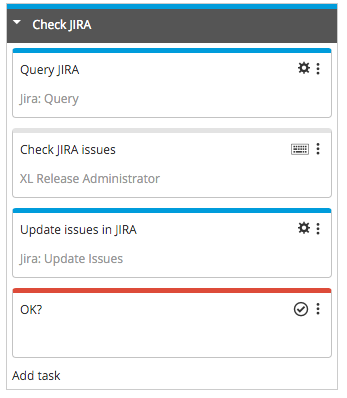 Check JIRA
Query JIRA
Jira: Query
Check JIRA issues
XL Release Administrator
Update issues in JIRA
Jira: Update Issues
OK?
Add task